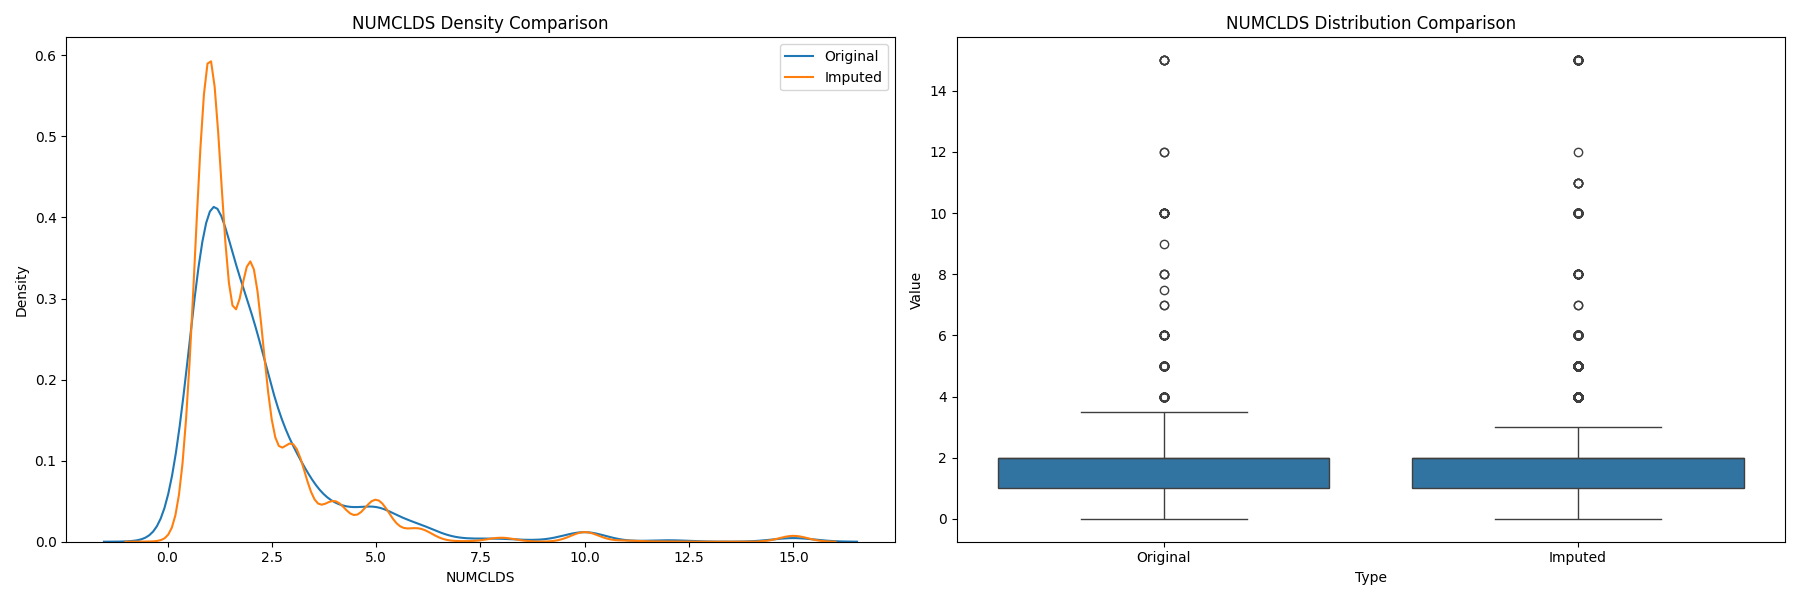 NUMCLDS Density Comparison
Original
Imputed
0.6
0.5
0.4
0.3
0.2
0.1
0.0
Density
0.0 2.5 5.0 7.5 10.0 12.5 15.0
NUMCLDS
NUMCLDS Distribution Comparison
14
12
10
8
6
4
2
0
Value
Original Imputed
Type